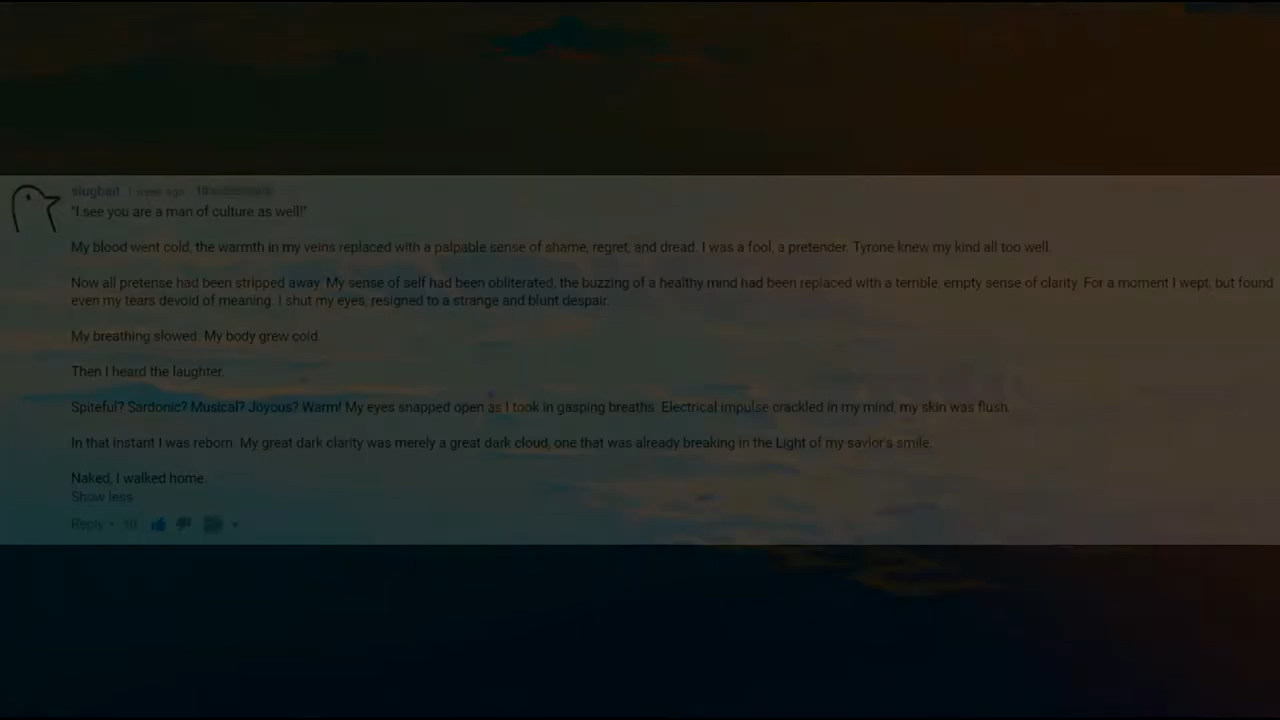 slugbait 1 week ago
"I see you are a man of culture as well!"
My blood went cold, the warmth in my veins replaced with a palpable sense of shame, regret, and dread. I was a fool, a pretender. Tyrone knew my kind all too well.
Now all pretense had been stripped away. My sense of self had been obliterated, the buzzing of a healthy mind had been replaced with a terrible, empty sense of clarity. For a moment I wept, but found
even my tears devoid of meaning. I shut my eyes, resigned to a strange and blunt despair.
My breathing slowed. My body grew cold.
Then I heard the laughter.
Spiteful? Sardonic? Musical? Joyous? Warm! My eyes snapped open as I took in gasping breaths. Electrical impulse crackled in my mind, my skin was flush.
In that instant I was reborn. My great dark clarity was merely a great dark cloud, one that was already breaking in the Light of my savior's smile.
Naked, I walked home.
Show less
Reply • 10